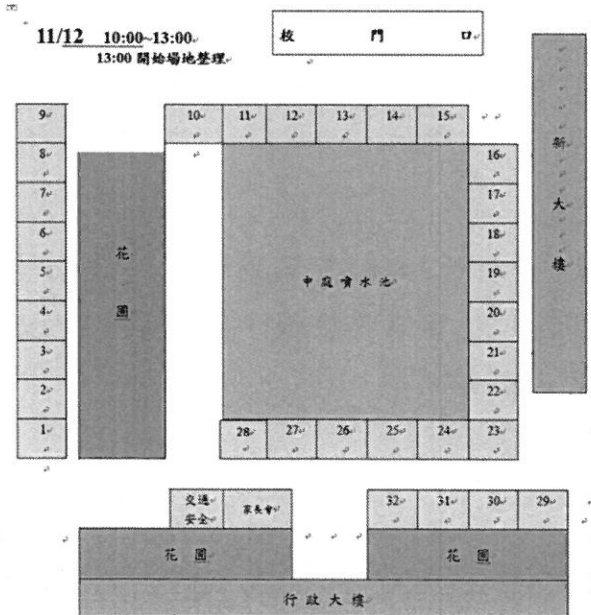 11/12 10:00~13:00
13:00 開始場地整理
校 門 口
新 大 樓
9
8
7
6
5
4
3
2
1
花 圃
10 11 12 13 14 15
16
17
18
19
20
21
22
23
中庭噴水池
28 27 26 25 24
交通
安全
家長會
32 31 30 29
花 圃
花 圃
行政大樓